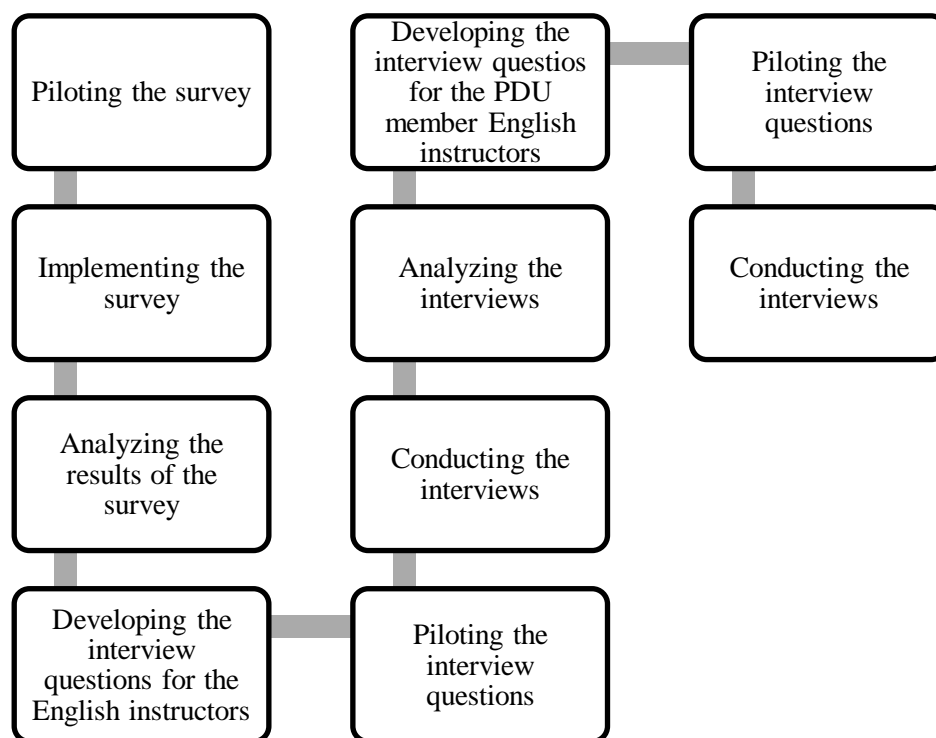 Piloting the survey
Implementing the
survey
Analyzing the
results of the
survey
Developing the
interview
questions for the
English instructors
Piloting the
interview
questions
Conducting the
interviews
Analyzing the
interviews
Developing the
interview questios
for the PDU
member English
instructors
Piloting the
interview
questions
Conducting the
interviews